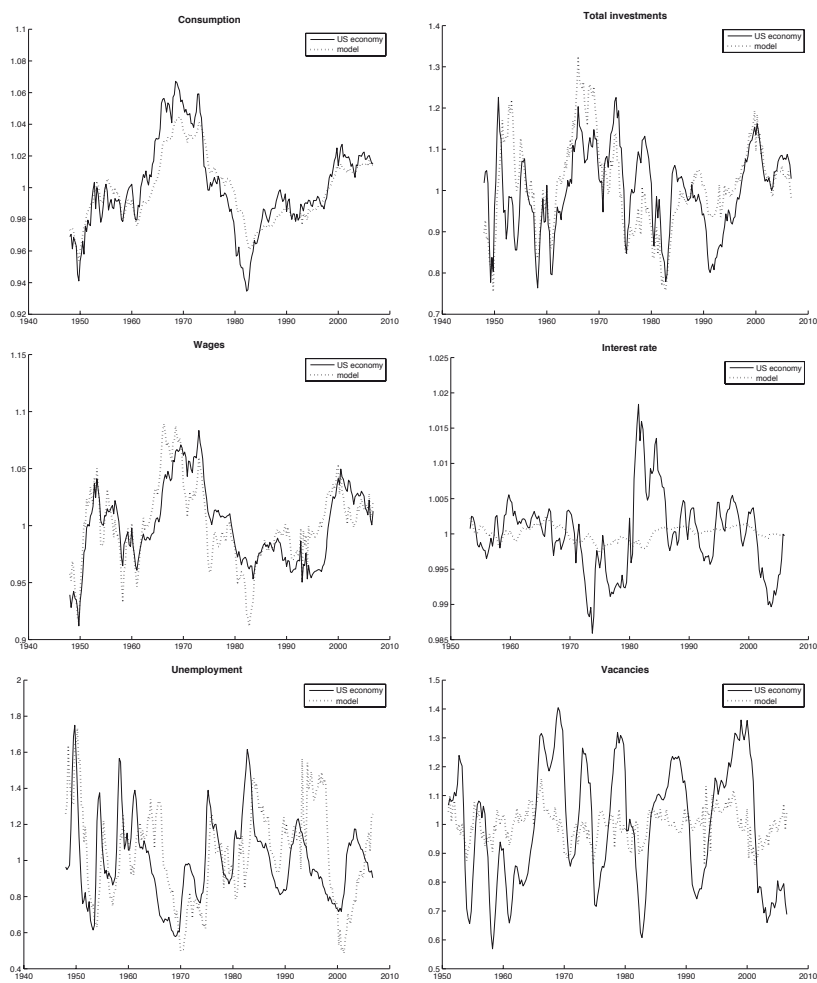 Consumption
1.1
1.08
1.06
1.04
1.02
1
0.98
0.96
0.94
0.92
1940 1950 1960 1970 1980 1990 2000 2010
US economy
model
Total investments
1.4
1.3
1.2
1.1
1
0.9
0.8
0.7
1940 1950 1960 1970 1980 1990 2000 2010
US economy
model
Wages
1.15
1.1
1.05
1
0.95
0.9
1940 1950 1960 1970 1980 1990 2000 2010
US economy
model
Interest rate
1.025
1.02
1.015
1.01
1.005
1
0.995
0.99
0.985
1950 1960 1970 1980 1990 2000 2010
US economy
model
Unemployment
2
1.8
1.6
1.4
1.2
1
0.8
0.6
0.4
1940 1950 1960 1970 1980 1990 2000 2010
US economy
model
Vacancies
1.5
1.4
1.3
1.2
1.1
1
0.9
0.8
0.7
0.6
0.5
1950 1960 1970 1980 1990 2000 2010
US economy
model